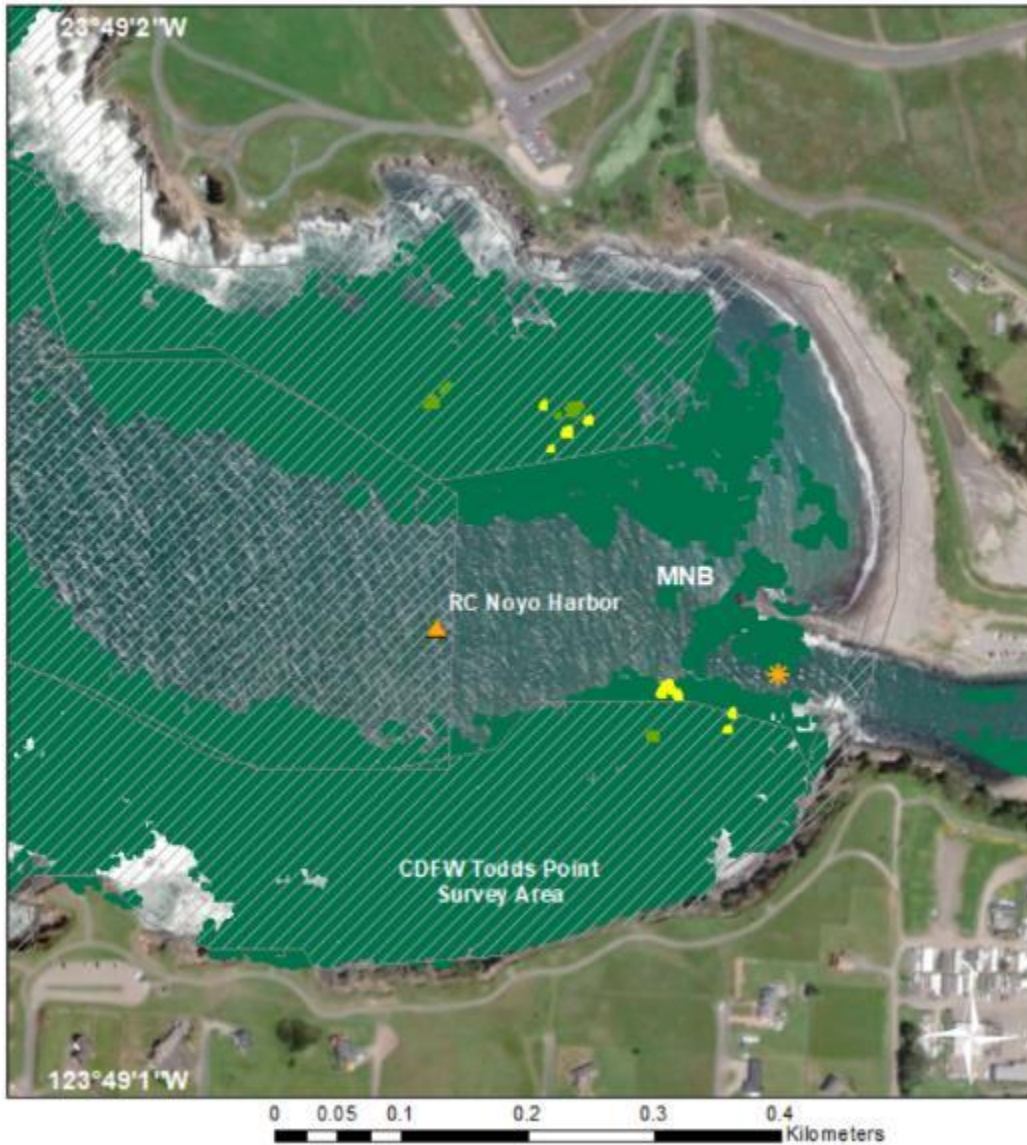 23°49'2"W
MNB
RC Noyo Harbor
CDFW Todds Point
Survey Area
123°49'1"W
0 0.05 0.1 0.2 0.3 0.4
Kilometers